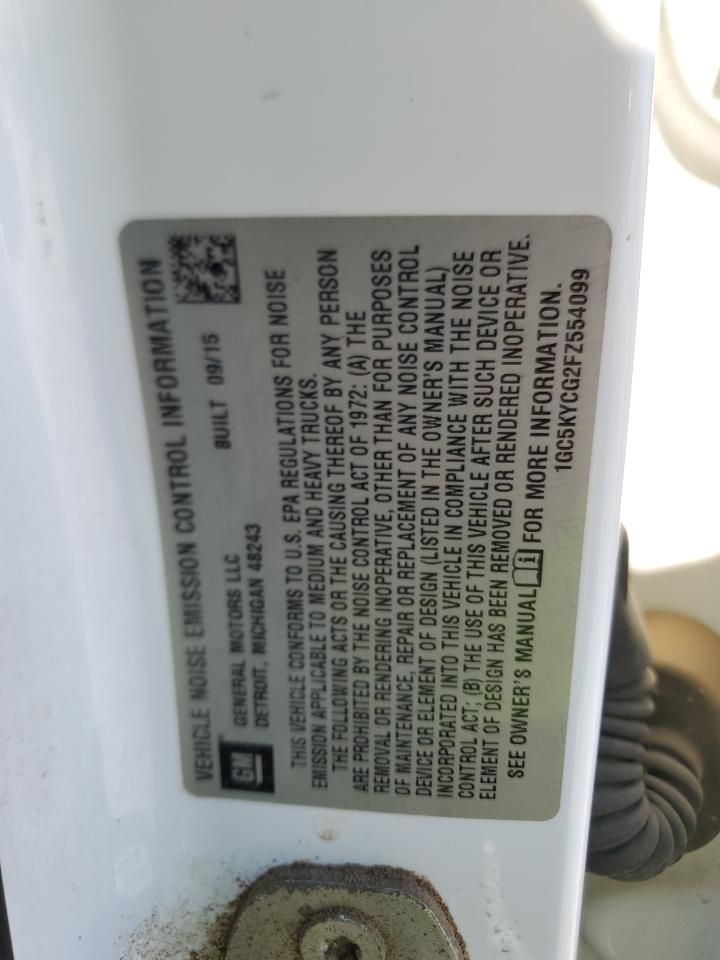 VEHICLE NOISE EMISSION CONTROL INFORMATION
GM
GENERAL MOTORS LLC
DETROIT, MICHIGAN 48243
BUILT 09/15
THIS VEHICLE CONFORMS TO U.S. EPA REGULATIONS FOR NOISE
EMISSION APPLICABLE TO MEDIUM AND HEAVY TRUCKS.
THE FOLLOWING ACTS OR THE CAUSING THEREOF BY ANY PERSON
ARE PROHIBITED BY THE NOISE CONTROL ACT OF 1972: (A) THE
REMOVAL OR RENDERING INOPERATIVE, OTHER THAN FOR PURPOSES
OF MAINTENANCE, REPAIR OR REPLACEMENT OF ANY NOISE CONTROL
DEVICE OR ELEMENT OF DESIGN (LISTED IN THE OWNER'S MANUAL)
INCORPORATED INTO THIS VEHICLE IN COMPLIANCE WITH THE NOISE
CONTROL ACT; (B) THE USE OF THIS VEHICLE AFTER SUCH DEVICE OR
ELEMENT OF DESIGN HAS BEEN REMOVED OR RENDERED INOPERATIVE.
SEE OWNER'S MANUAL i FOR MORE INFORMATION.
1GC5KYCG2FZ554099